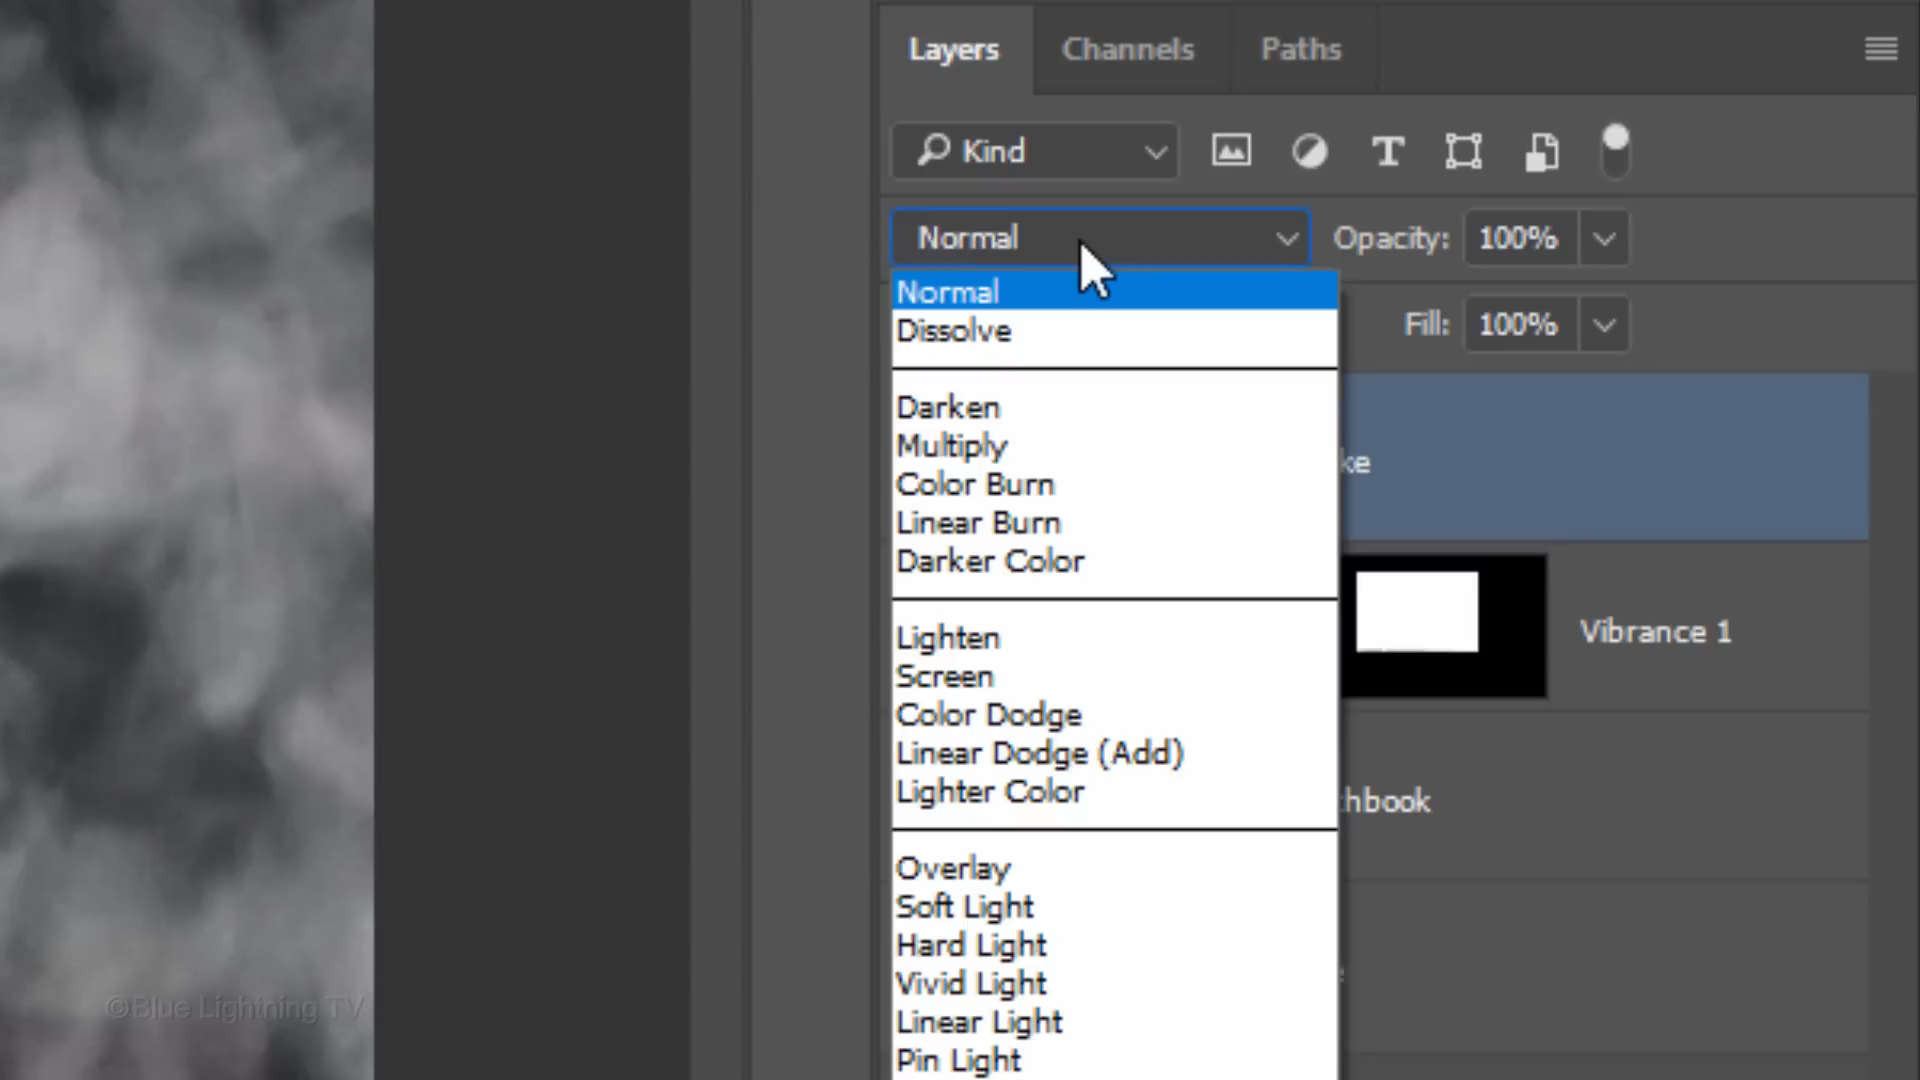 Layers Channels Paths
Kind
Normal Opacity: 100%
Normal
Dissolve
Fill: 100%
Darken
Multiply
Color Burn
Linear Burn
Darker Color
ke
Lighten
Screen
Color Dodge
Linear Dodge (Add)
Lighter Color
Vibrance 1
hbook
Overlay
Soft Light
Hard Light
Vivid Light
Linear Light
Pin Light
©Blue Lightning TV